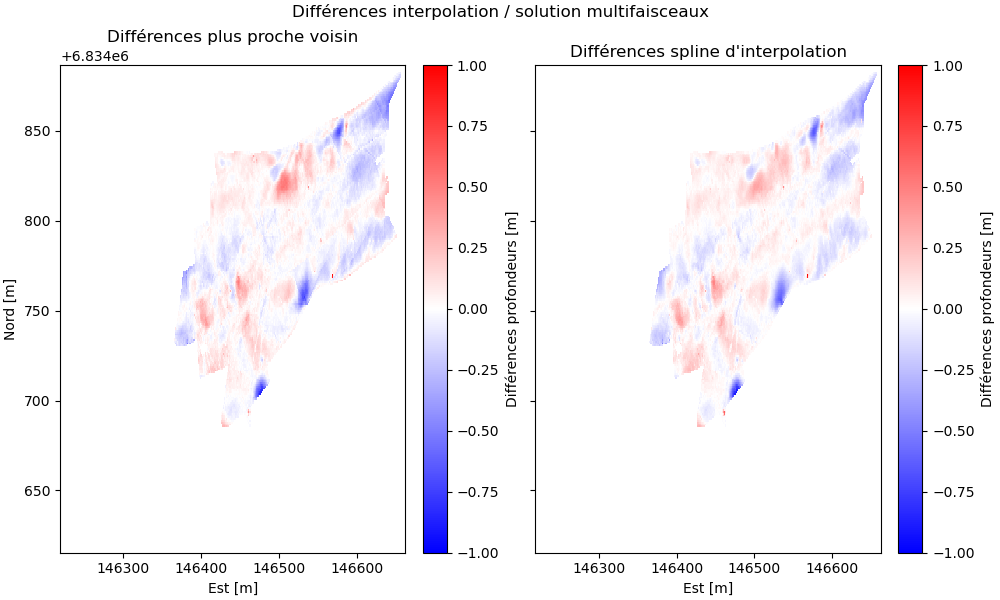 Différences interpolation / solution multifaisceaux
Différences plus proche voisin
+6.834e6
850
800
750
700
650
Nord [m]
146300 146400 146500 146600
Est [m]
1.00
0.75
0.50
0.25
0.00
−0.25
−0.50
−0.75
−1.00
Différences profondeurs [m]
Différences spline d'interpolation
146300 146400 146500 146600
Est [m]
1.00
0.75
0.50
0.25
0.00
−0.25
−0.50
−0.75
−1.00
Différences profondeurs [m]